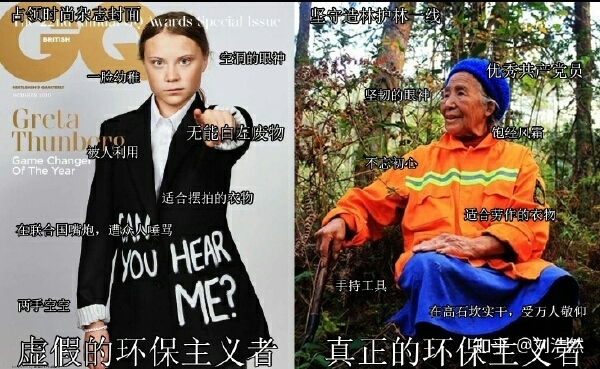 占领时尚杂志封面
The 22nd Annual Awards Special Issue
GQ
BRITISH
空洞的眼神
一脸幼稚
Greta
Thunberg
Game Changer
Of The Year
无能白左废物
被人利用
适合摆拍的衣物
CAN
YOU HEAR
ME?
在联合国嘴炮，遭众人唾骂
两手空空
虚假的环保主义者
坚守造林护林一线
优秀共产党员
坚韧的眼神
饱经风霜
不忘初心
适合劳作的衣物
手持工具
在高石坎实干，受万人敬仰
真正的环保主义者
知乎 @刘浩然